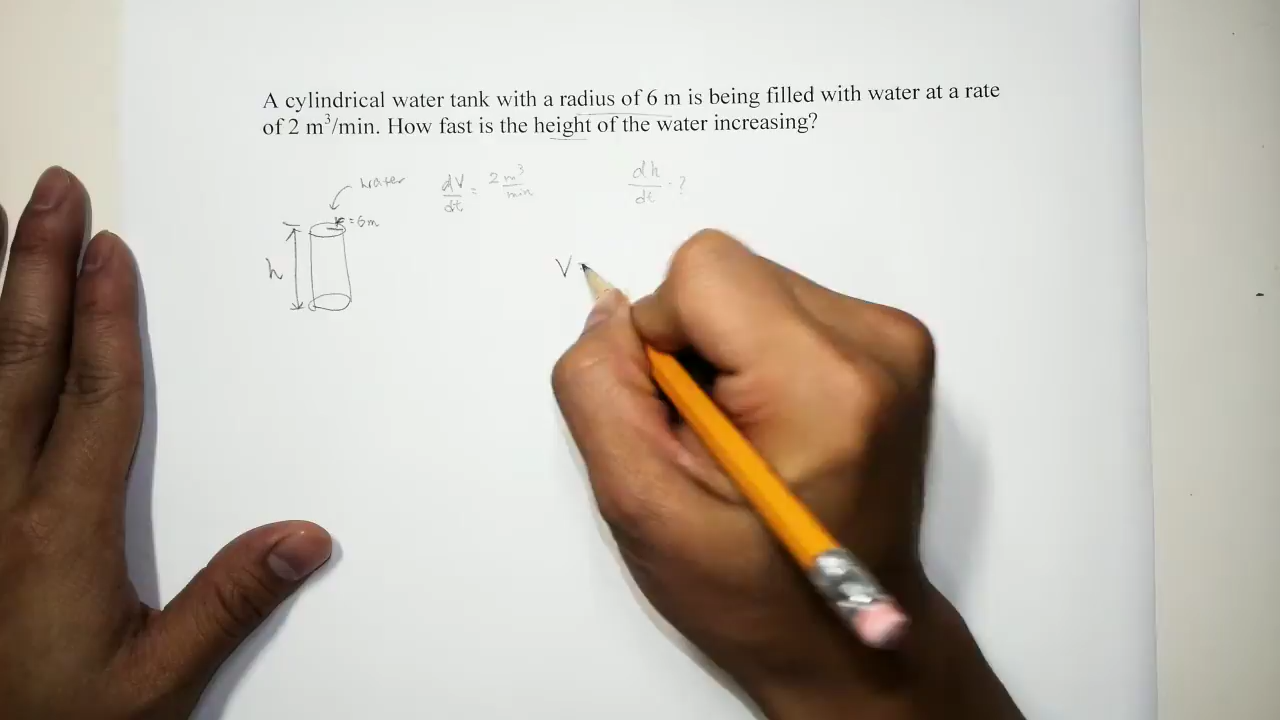 A cylindrical water tank with a radius of 6 m is being filled with water at a rate
of 2 m³/min. How fast is the height of the water increasing?
water
dV/dt = 2 m³/min
dh/dt = ?
r = 6m
h
V =